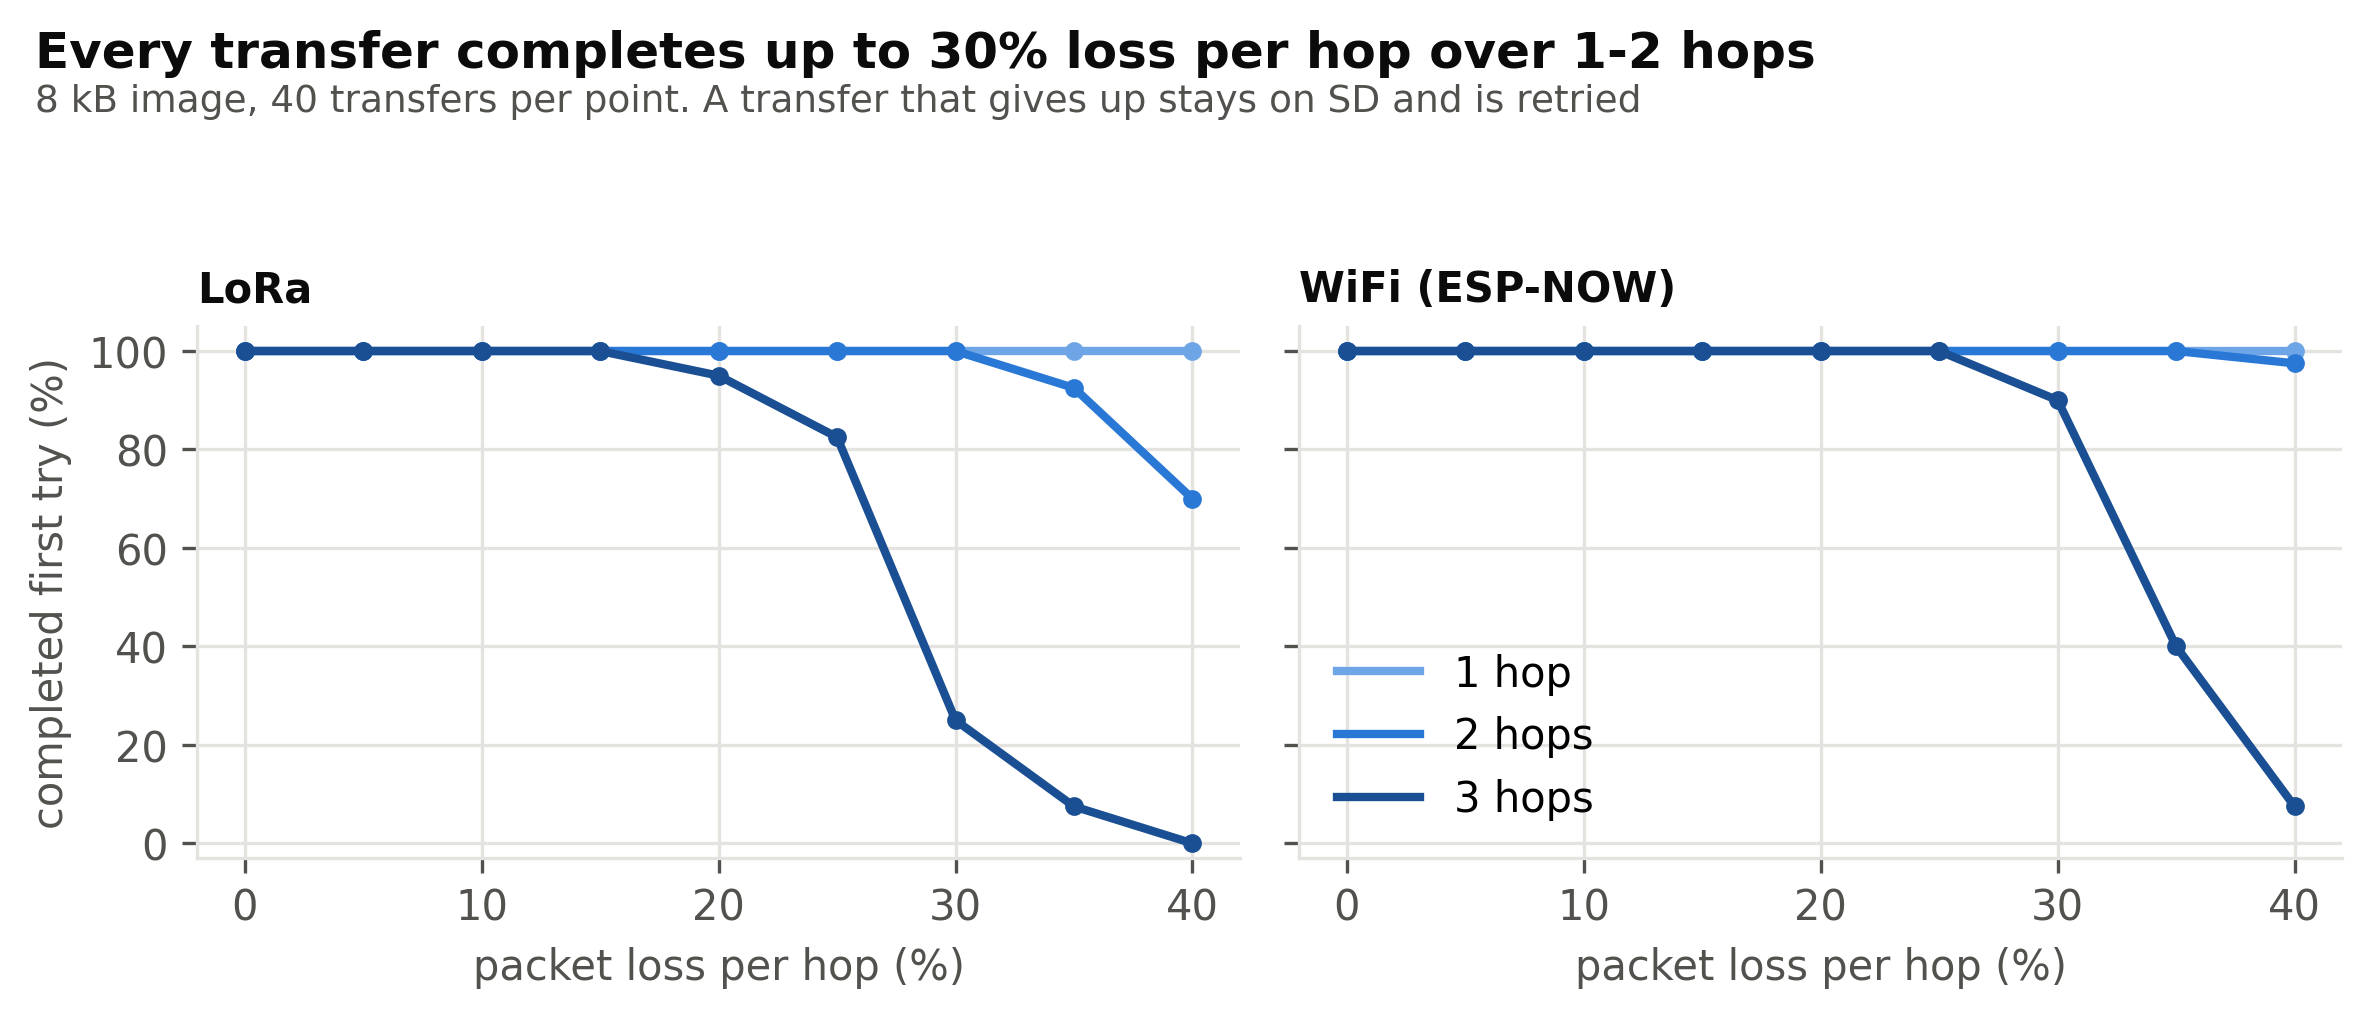 Every transfer completes up to 30% loss per hop over 1-2 hops
8 kB image, 40 transfers per point. A transfer that gives up stays on SD and is retried
LoRa
completed first try (%)
100
80
60
40
20
0
0 10 20 30 40
packet loss per hop (%)
WiFi (ESP-NOW)
1 hop
2 hops
3 hops
0 10 20 30 40
packet loss per hop (%)